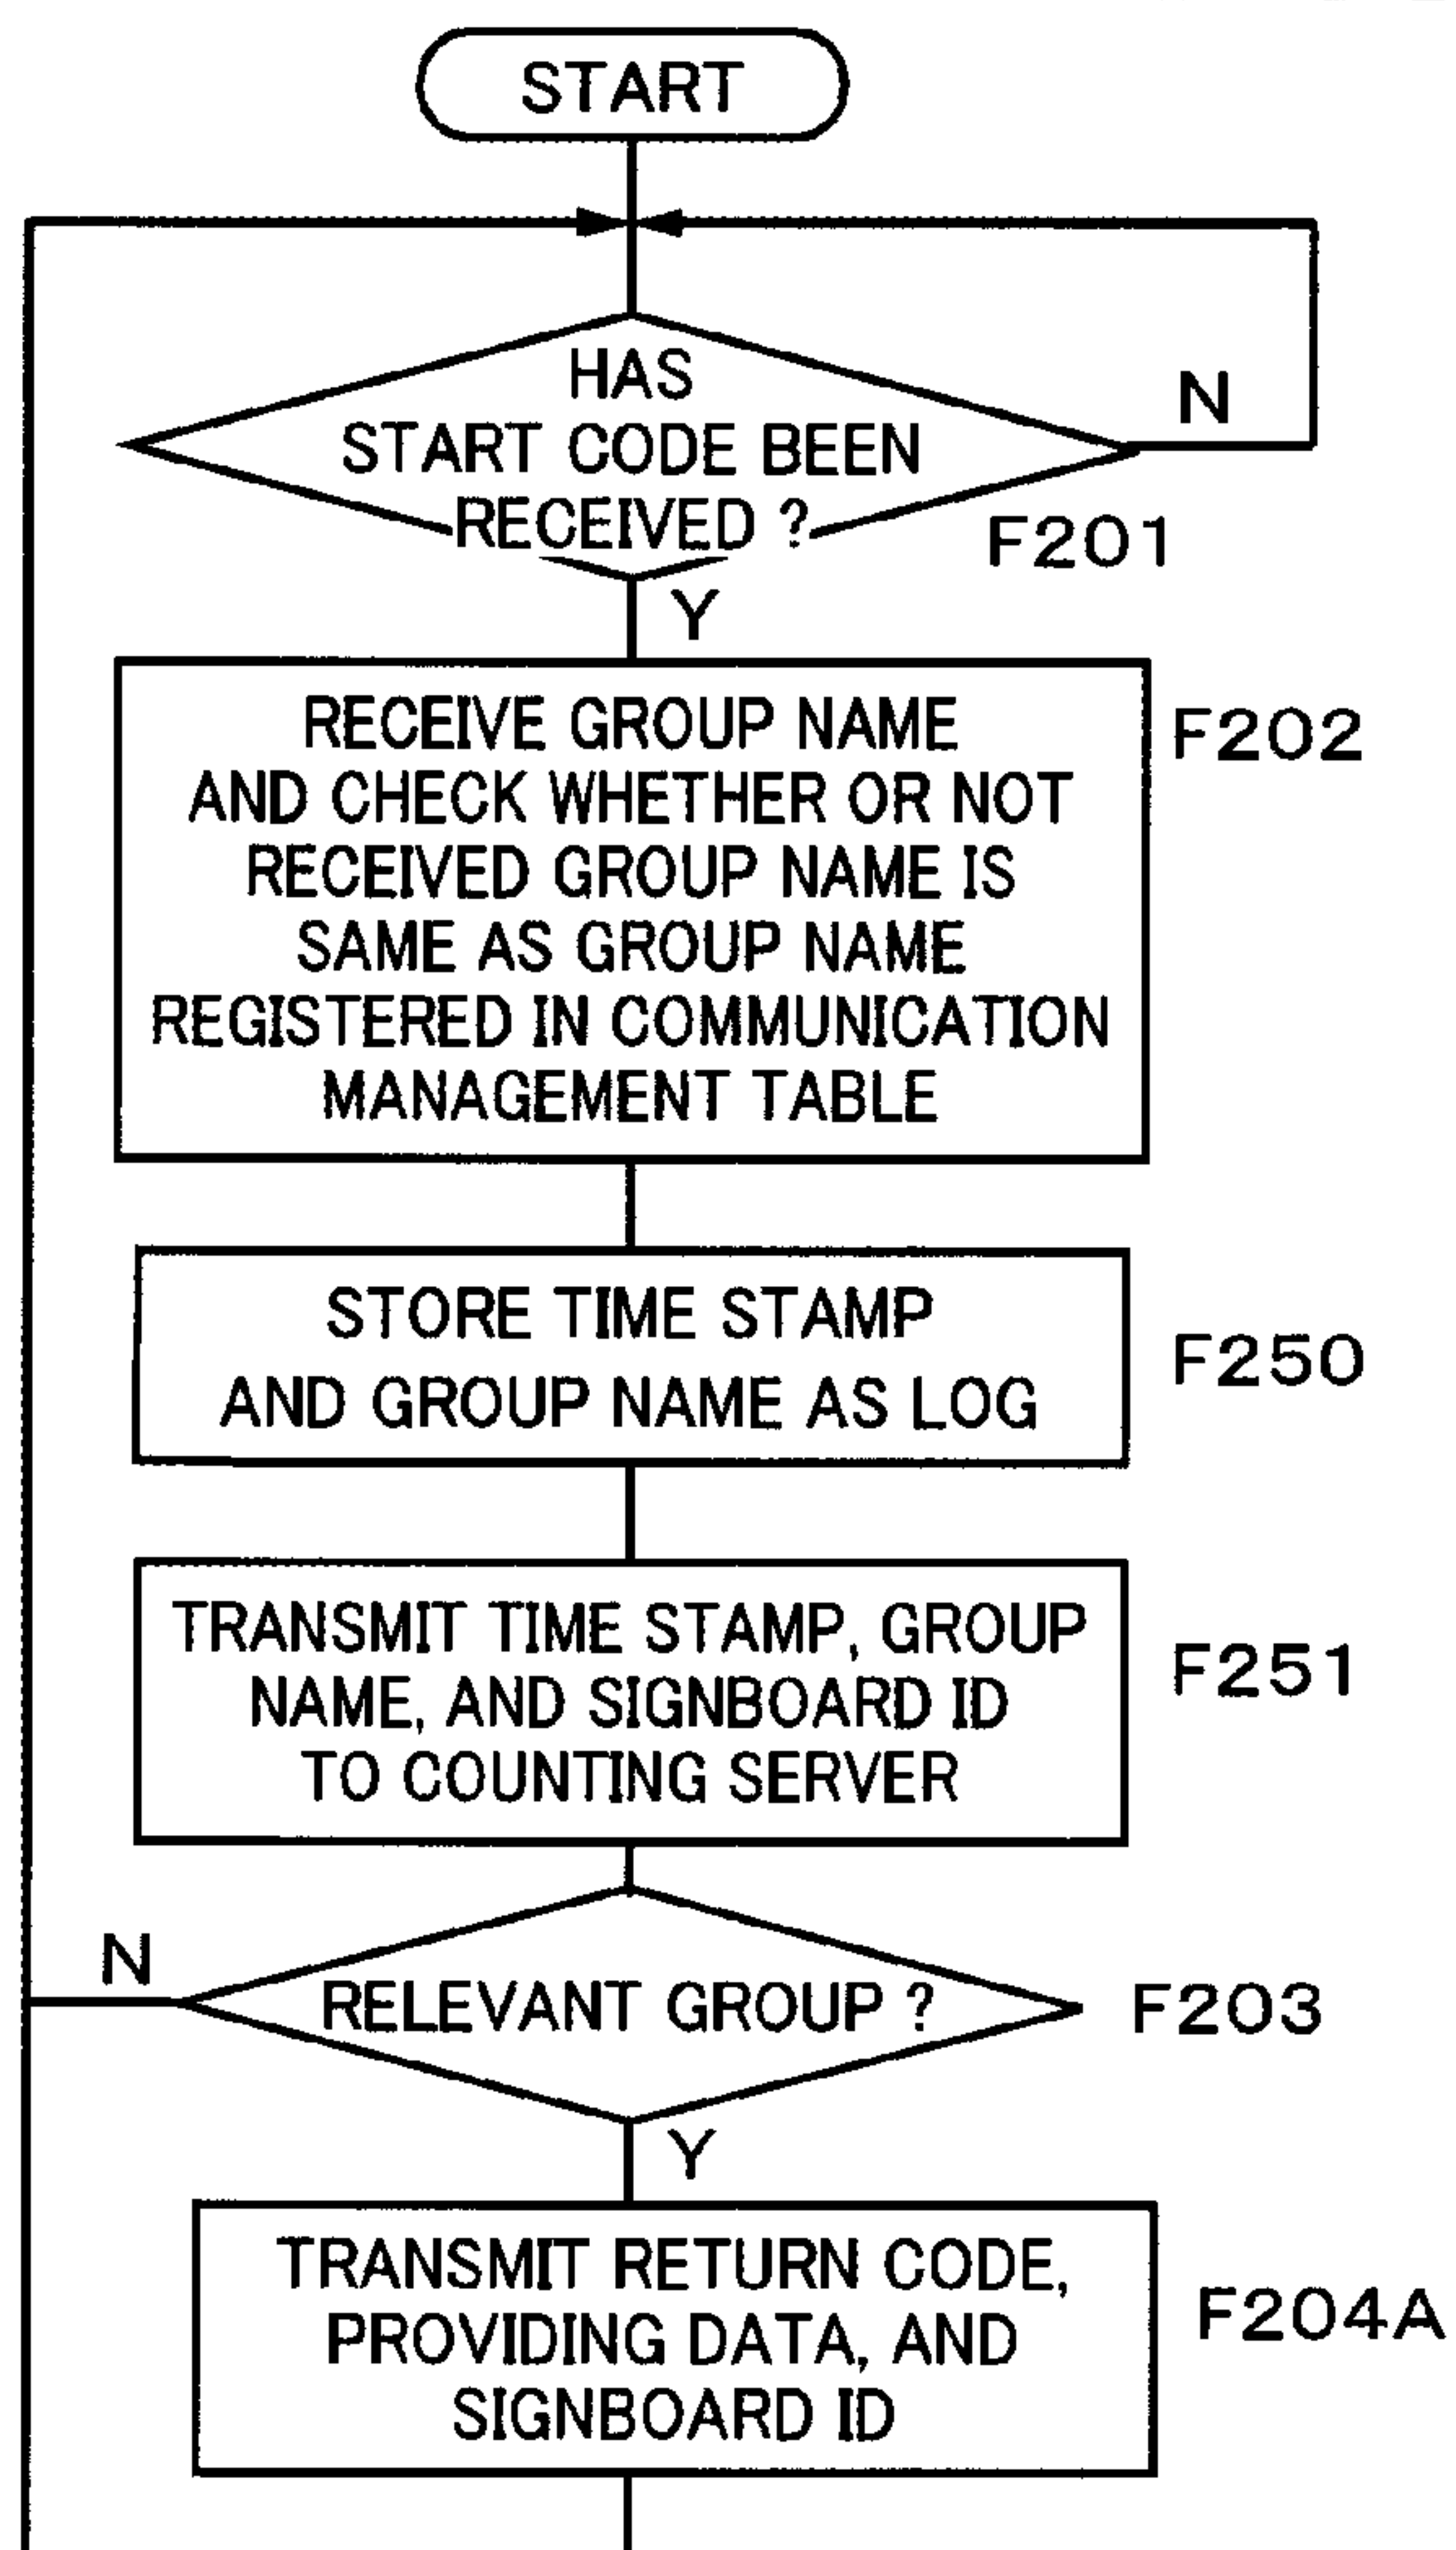 START
HAS
START CODE BEEN
RECEIVED ?
N
F201
Y
RECEIVE GROUP NAME
AND CHECK WHETHER OR NOT
RECEIVED GROUP NAME IS
SAME AS GROUP NAME
REGISTERED IN COMMUNICATION
MANAGEMENT TABLE
F202
STORE TIME STAMP
AND GROUP NAME AS LOG
F250
TRANSMIT TIME STAMP, GROUP
NAME, AND SIGNBOARD ID
TO COUNTING SERVER
F251
N
RELEVANT GROUP ?
F203
Y
TRANSMIT RETURN CODE,
PROVIDING DATA, AND
SIGNBOARD ID
F204A